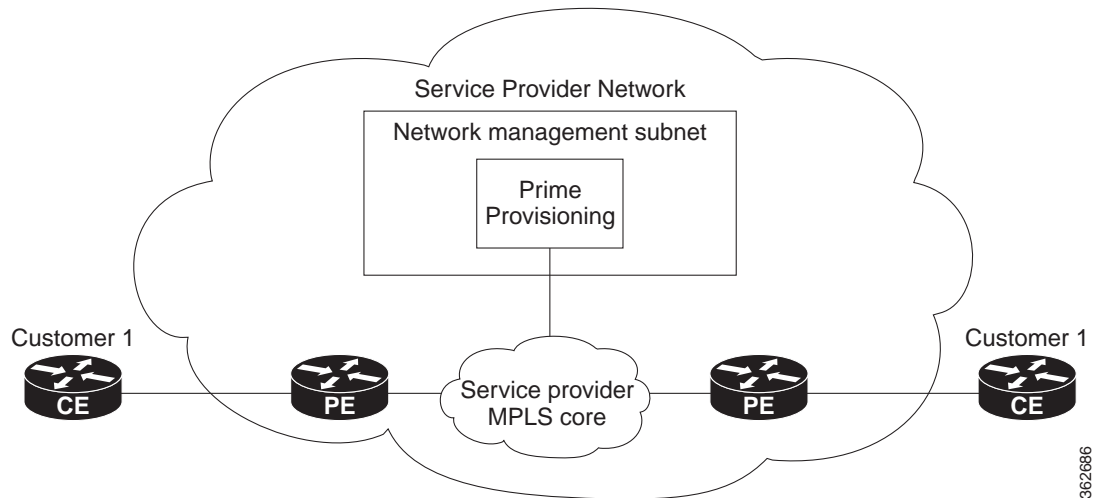 Service Provider Network
Network management subnet
Prime
Provisioning
Customer 1
Customer 1
CE
PE
Service provider
MPLS core
PE
CE
362686